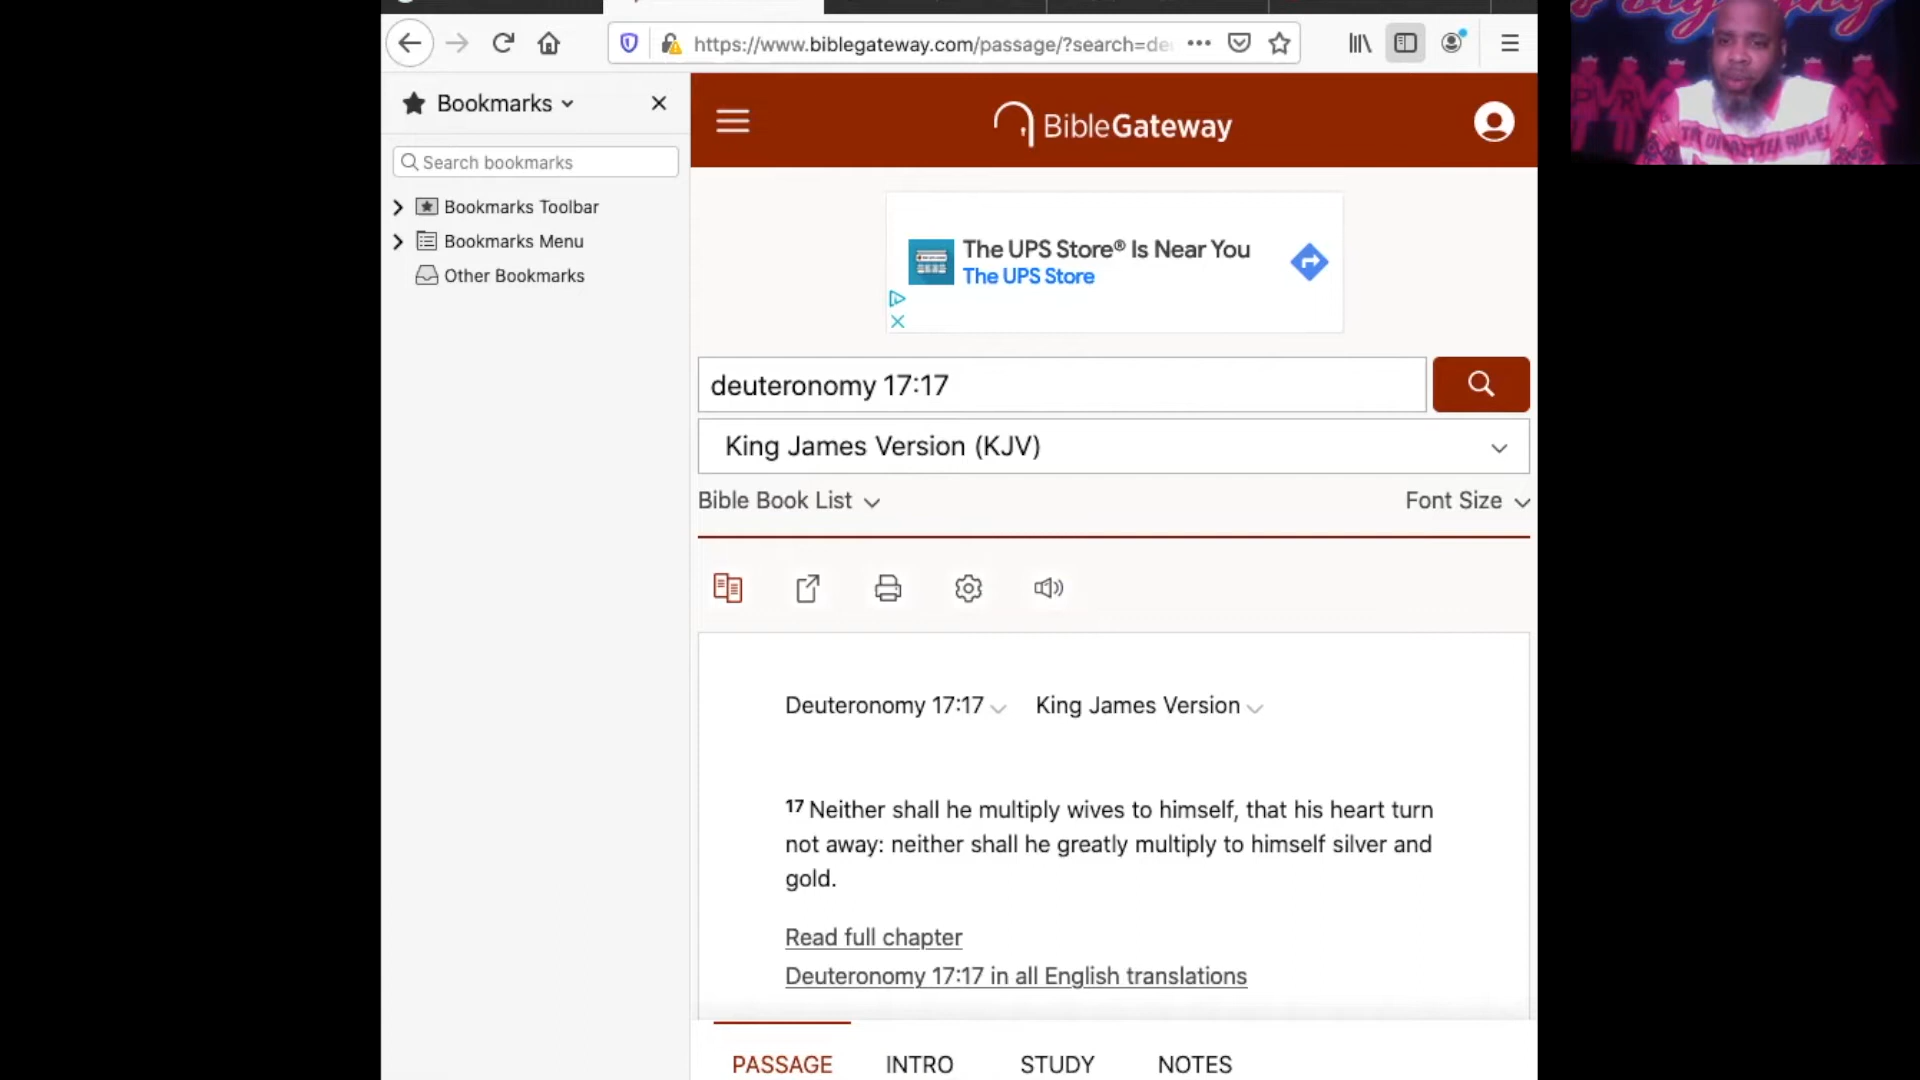 https://www.biblegateway.com/passage/?search=de
Bookmarks
Search bookmarks
Bookmarks Toolbar
Bookmarks Menu
Other Bookmarks
BibleGateway
The UPS Store® Is Near You
The UPS Store
deuteronomy 17:17
King James Version (KJV)
Bible Book List
Font Size
Deuteronomy 17:17
King James Version
17 Neither shall he multiply wives to himself, that his heart turn
not away: neither shall he greatly multiply to himself silver and
gold.
Read full chapter
Deuteronomy 17:17 in all English translations
PASSAGE
INTRO
STUDY
NOTES